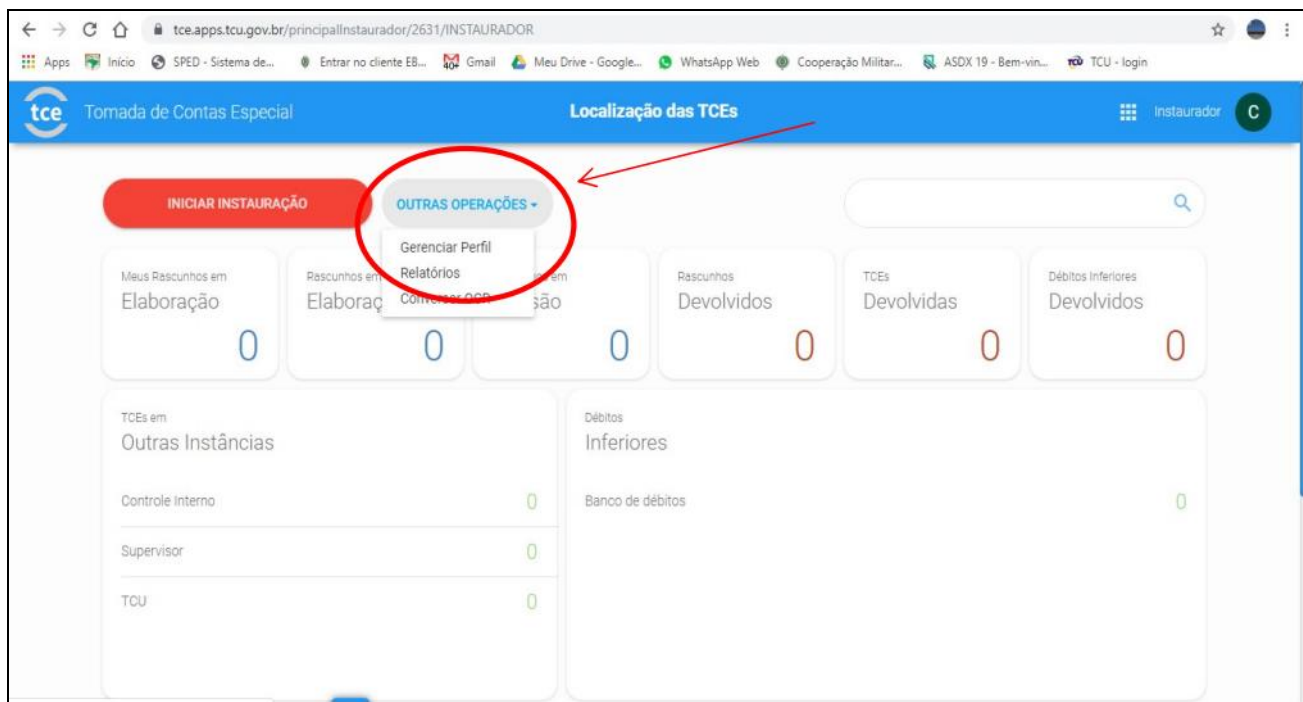 tce.apps.tcu.gov.br/principalInstaurador/2631/INSTAURADOR
Apps Início SPED - Sistema de... Entrar no cliente EB... Gmail Meu Drive - Google... WhatsApp Web Cooperação Militar... ASDX 19 - Bem-vin... TCU - login
tce Tomada de Contas Especial Localização das TCEs Instaurador C
INICIAR INSTAURAÇÃO OUTRAS OPERAÇÕES
Gerenciar Perfil
Relatórios
Conversor OCR
Meus Rascunhos em
Elaboração
0
Rascunhos em
Elaboraç
0
em
são
0
Rascunhos
Devolvidos
0
TCEs
Devolvidas
0
Débitos Inferiores
Devolvidos
0
TCEs em
Outras Instâncias
Controle Interno 0
Supervisor 0
TCU 0
Débitos
Inferiores
Banco de débitos 0